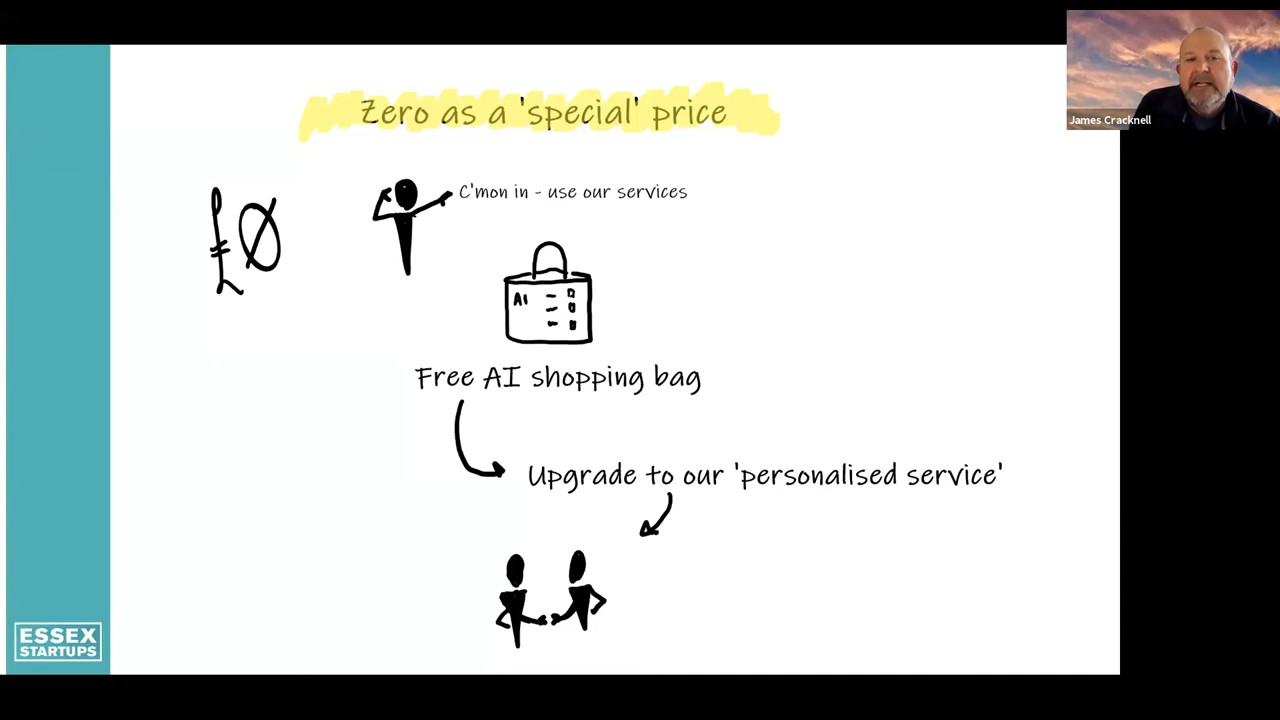 Zero as a 'special' price
James Cracknell
£0
C'mon in - use our services
AI
Free AI shopping bag
Upgrade to our 'personalised service'
ESSEX
STARTUPS